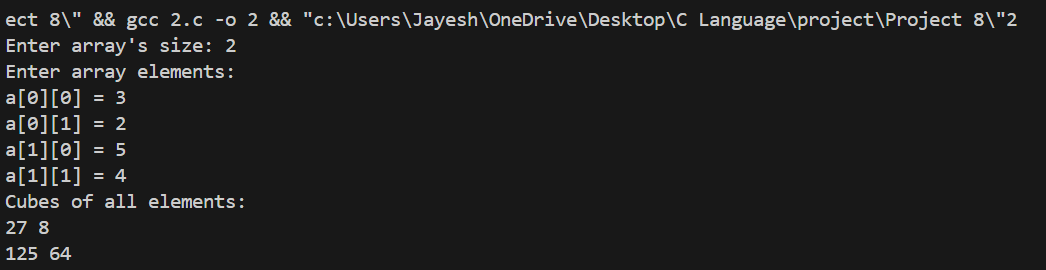 ect 8\" && gcc 2.c -o 2 && "c:\Users\Jayesh\OneDrive\Desktop\C Language\project\Project 8\"2
Enter array's size: 2
Enter array elements:
a[0][0] = 3
a[0][1] = 2
a[1][0] = 5
a[1][1] = 4
Cubes of all elements:
27 8
125 64